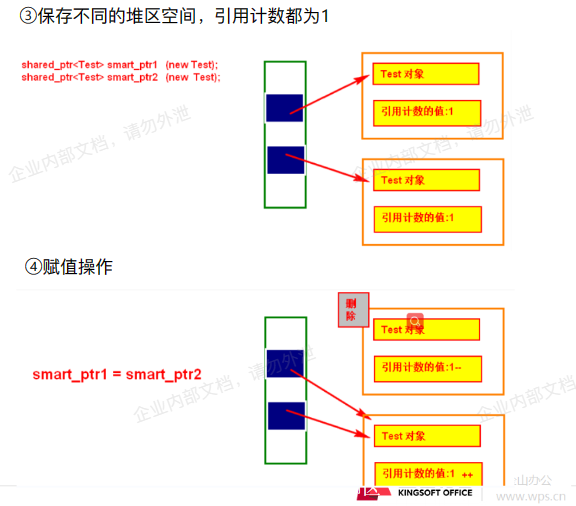 ③保存不同的堆区空间，引用计数都为1
shared_ptr<Test> smart_ptr1 (new Test);
shared_ptr<Test> smart_ptr2 (new Test);
Test 对象
引用计数的值:1
Test 对象
引用计数的值:1
企业内部文档，请勿外泄
企业内部文档，请勿外泄
④赋值操作
smart_ptr1 = smart_ptr2
删
除
Test 对象
引用计数的值:1--
Test 对象
引用计数的值:1 ++
企业内部文档，请勿外泄
企业内部文档
KINGSOFT OFFICE
山办公
www.wps.cn